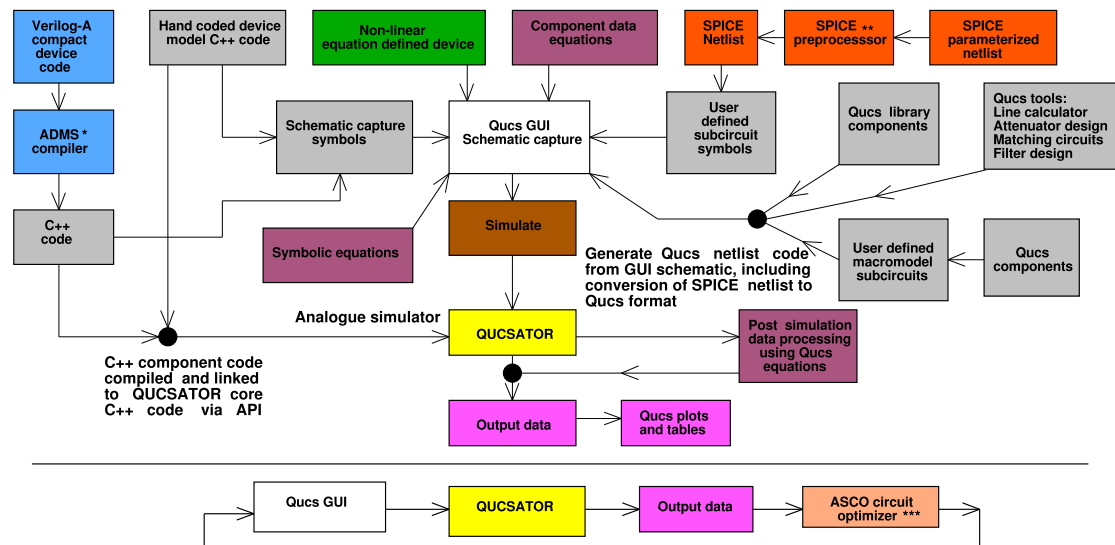 Verilog-A
compact
device
code
Hand coded device
model C++ code
Non-linear
equation defined device
Component data
equations
SPICE
Netlist
SPICE **
preprocesssor
SPICE
parameterized
netlist
ADMS *
compiler
Schematic capture
symbols
Qucs GUI
Schematic capture
User
defined
subcircuit
symbols
Qucs library
components
Qucs tools:
Line calculator
Attenuator design
Matching circuits
Filter design
C++
code
Symbolic equations
Simulate
Generate Qucs netlist code
from GUI schematic, including
conversion of SPICE netlist to
Qucs format
User defined
macromodel
subcircuits
Qucs
components
Analogue simulator
QUCSATOR
Post simulation
data processing
using Qucs
equations
C++ component code
compiled and linked
to QUCSATOR core
C++ code via API
Output data
Qucs plots
and tables
Qucs GUI
QUCSATOR
Output data
ASCO circuit
optimizer ***